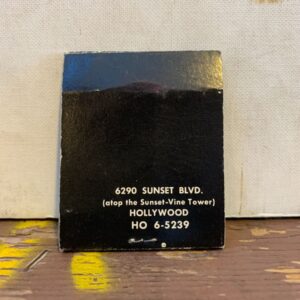 6290 SUNSET BLVD.
(atop the Sunset-Vine Tower)
HOLLYWOOD
HO 6-5239